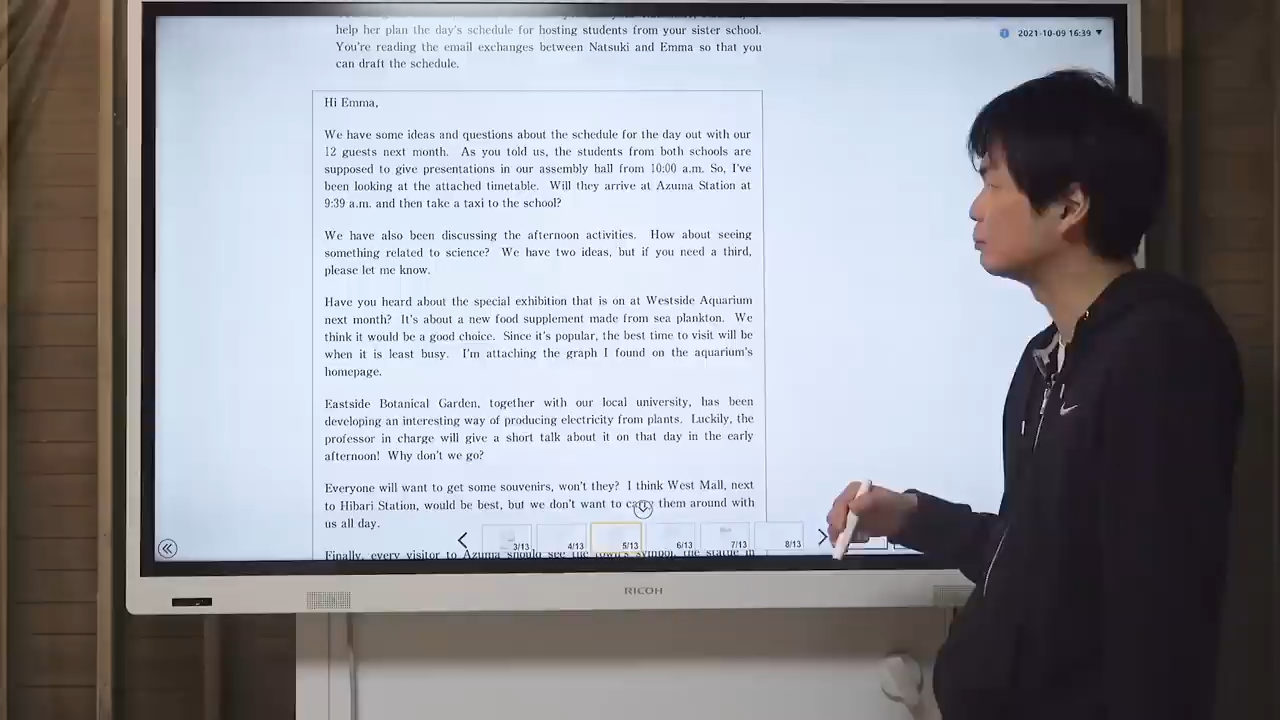 help her plan the day's schedule for hosting students from your sister school.
You're reading the email exchanges between Natsuki and Emma so that you
can draft the schedule.
Hi Emma,
We have some ideas and questions about the schedule for the day out with our
12 guests next month. As you told us, the students from both schools are
supposed to give presentations in our assembly hall from 10:00 a.m. So, I've
been looking at the attached timetable. Will they arrive at Azuma Station at
9:39 a.m. and then take a taxi to the school?
We have also been discussing the afternoon activities. How about seeing
something related to science? We have two ideas, but if you need a third,
please let me know.
Have you heard about the special exhibition that is on at Westside Aquarium
next month? It's about a new food supplement made from sea plankton. We
think it would be a good choice. Since it's popular, the best time to visit will be
when it is least busy. I'm attaching the graph I found on the aquarium's
homepage.
Eastside Botanical Garden, together with our local university, has been
developing an interesting way of producing electricity from plants. Luckily, the
professor in charge will give a short talk about it on that day in the early
afternoon! Why don't we go?
Everyone will want to get some souvenirs, won't they? I think West Mall, next
to Hibari Station, would be best, but we don't want to carry them around with
us all day.
Finally, every visitor to Azuma should see the town's symbol, the statue in
2021-10-09 16:39
3/13
4/13
5/13
6/13
7/13
8/13
RICOH